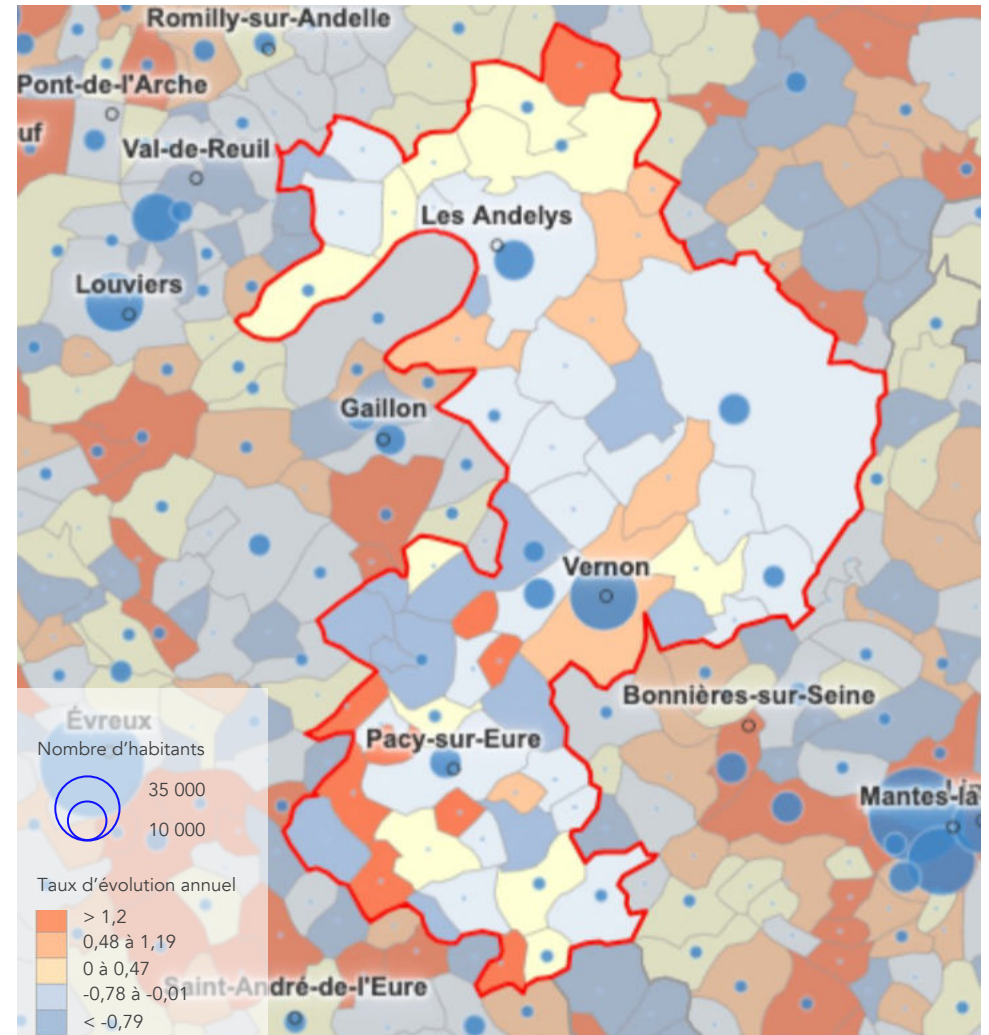 Romilly-sur-Andelle
Pont-de-l'Arche
uf
Val-de-Reuil
Les Andelys
Louviers
Gaillon
Vernon
Bonnières-sur-Seine
Évreux
Pacy-sur-Eure
Nombre d'habitants
35 000
10 000
Mantes-la
Taux d'évolution annuel
> 1,2
0,48 à 1,19
0 à 0,47
-0,78 à -0,01
< -0,79
Saint-André-de-l'Eure